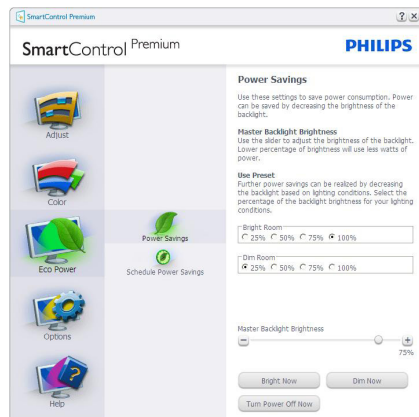 SmartControl Premium
? ×
SmartControl Premium
PHILIPS
Adjust
Color
Eco Power
Options
Help
Power Savings
Schedule Power Savings
Power Savings
Use these settings to save power consumption. Power
can be saved by decreasing the brightness of the
backlight.
Master Backlight Brightness
Use the slider to adjust the brightness of the backlight.
Lower percentage of brightness will use less watts of
power.
Use Preset
Further power savings can be realized by decreasing
the backlight based on lighting conditions. Select the
percentage of the backlight brightness for your lighting
conditions.
Bright Room
25% 50% 75% 100%
Dim Room
25% 50% 75% 100%
Master Backlight Brightness
75%
Bright Now Dim Now
Turn Power Off Now